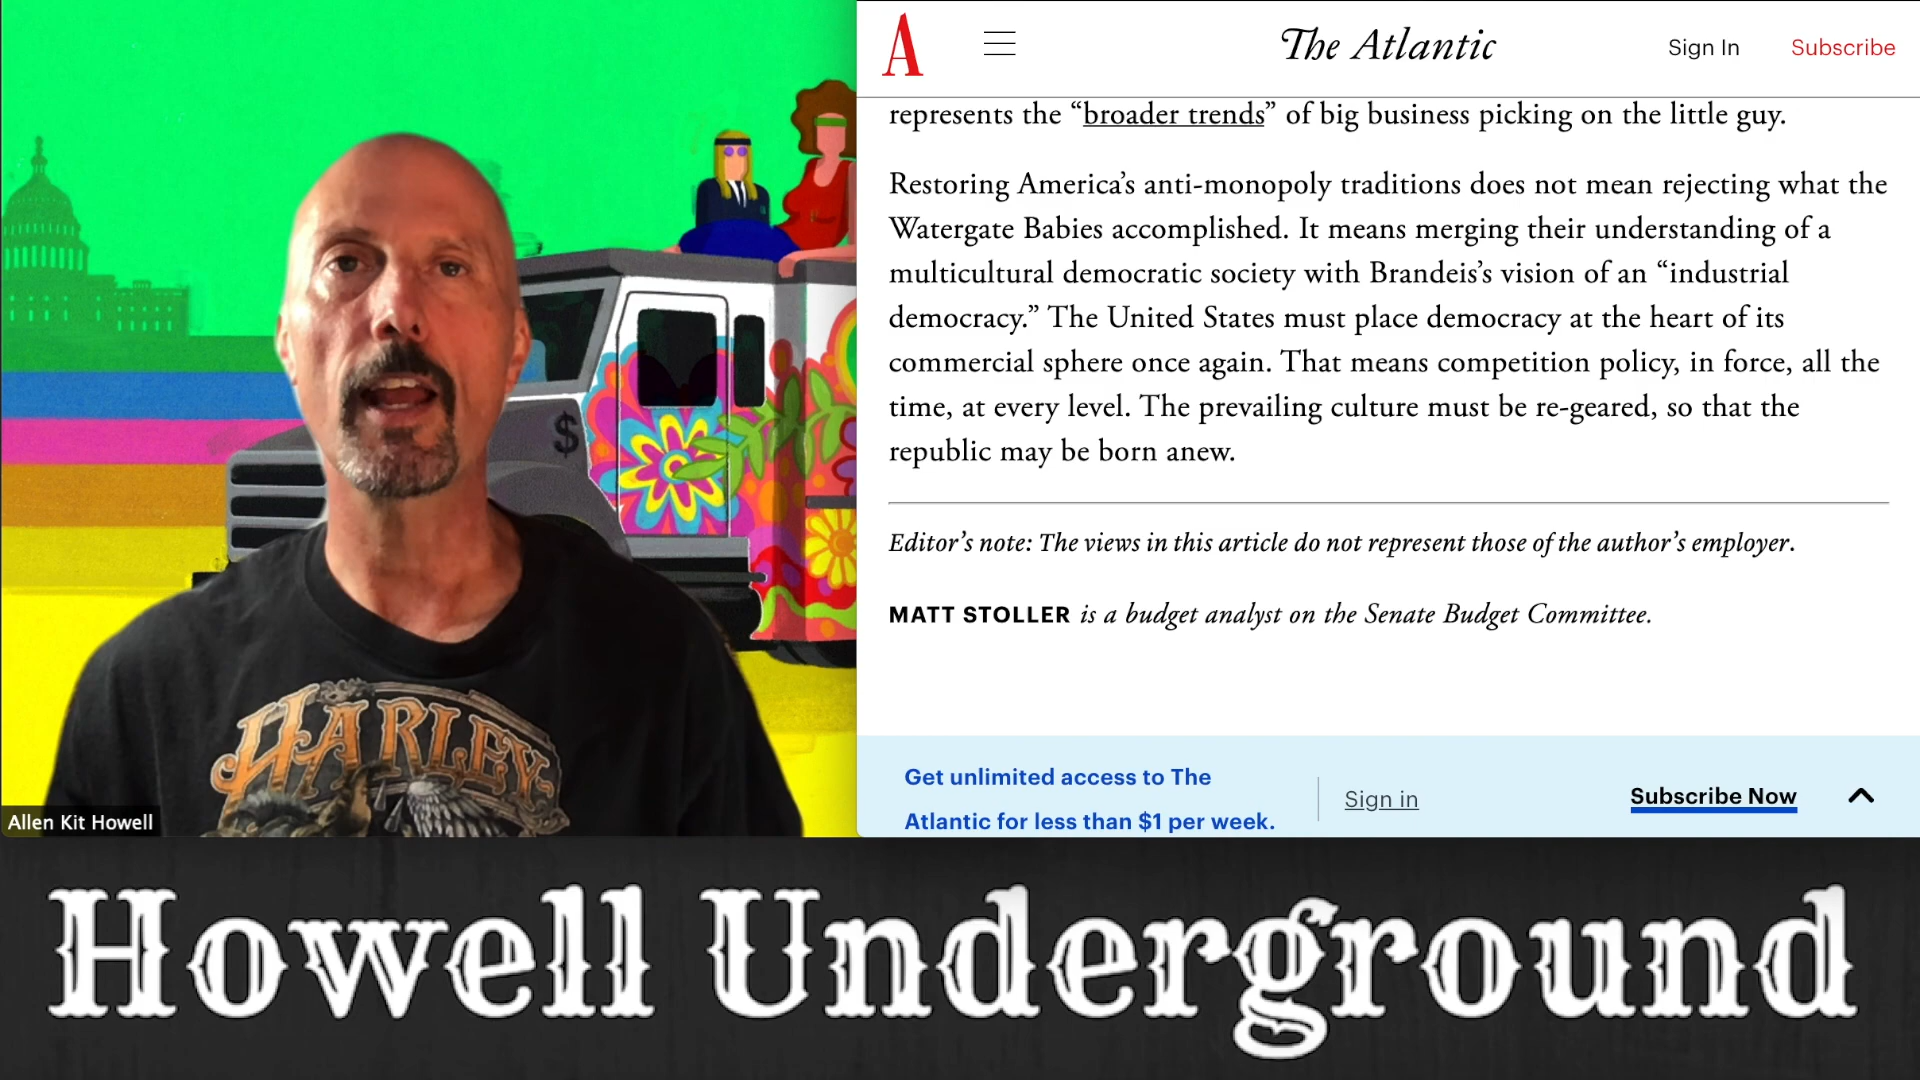 A
The Atlantic
Sign In
Subscribe
represents the “broader trends” of big business picking on the little guy.
Restoring America’s anti-monopoly traditions does not mean rejecting what the
Watergate Babies accomplished. It means merging their understanding of a
multicultural democratic society with Brandeis’s vision of an “industrial
democracy.” The United States must place democracy at the heart of its
commercial sphere once again. That means competition policy, in force, all the
time, at every level. The prevailing culture must be re-geared, so that the
republic may be born anew.
Editor’s note: The views in this article do not represent those of the author’s employer.
MATT STOLLER is a budget analyst on the Senate Budget Committee.
Get unlimited access to The
Atlantic for less than $1 per week.
Sign in
Subscribe Now
$
HARLEY-
Allen Kit Howell
Howell Underground